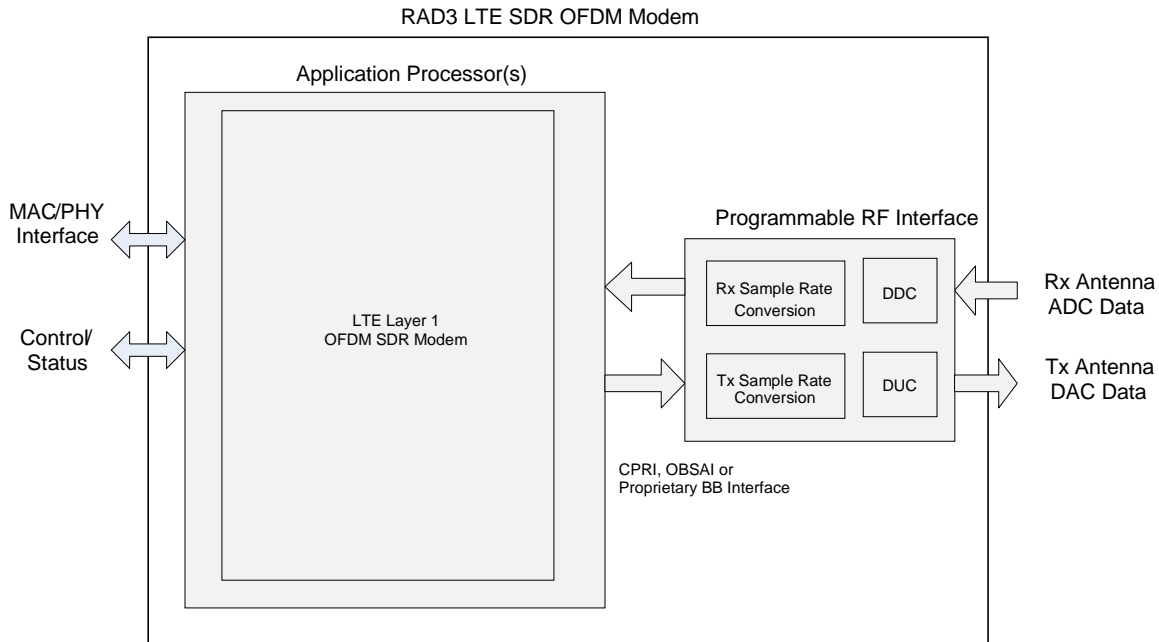 RAD3 LTE SDR OFDM Modem
Application Processor(s)
MAC/PHY
Interface
Control/
Status
LTE Layer 1
OFDM SDR Modem
Programmable RF Interface
Rx Sample Rate
Conversion
DDC
Tx Sample Rate
Conversion
DUC
Rx Antenna
ADC Data
Tx Antenna
DAC Data
CPRI, OBSAI or
Proprietary BB Interface